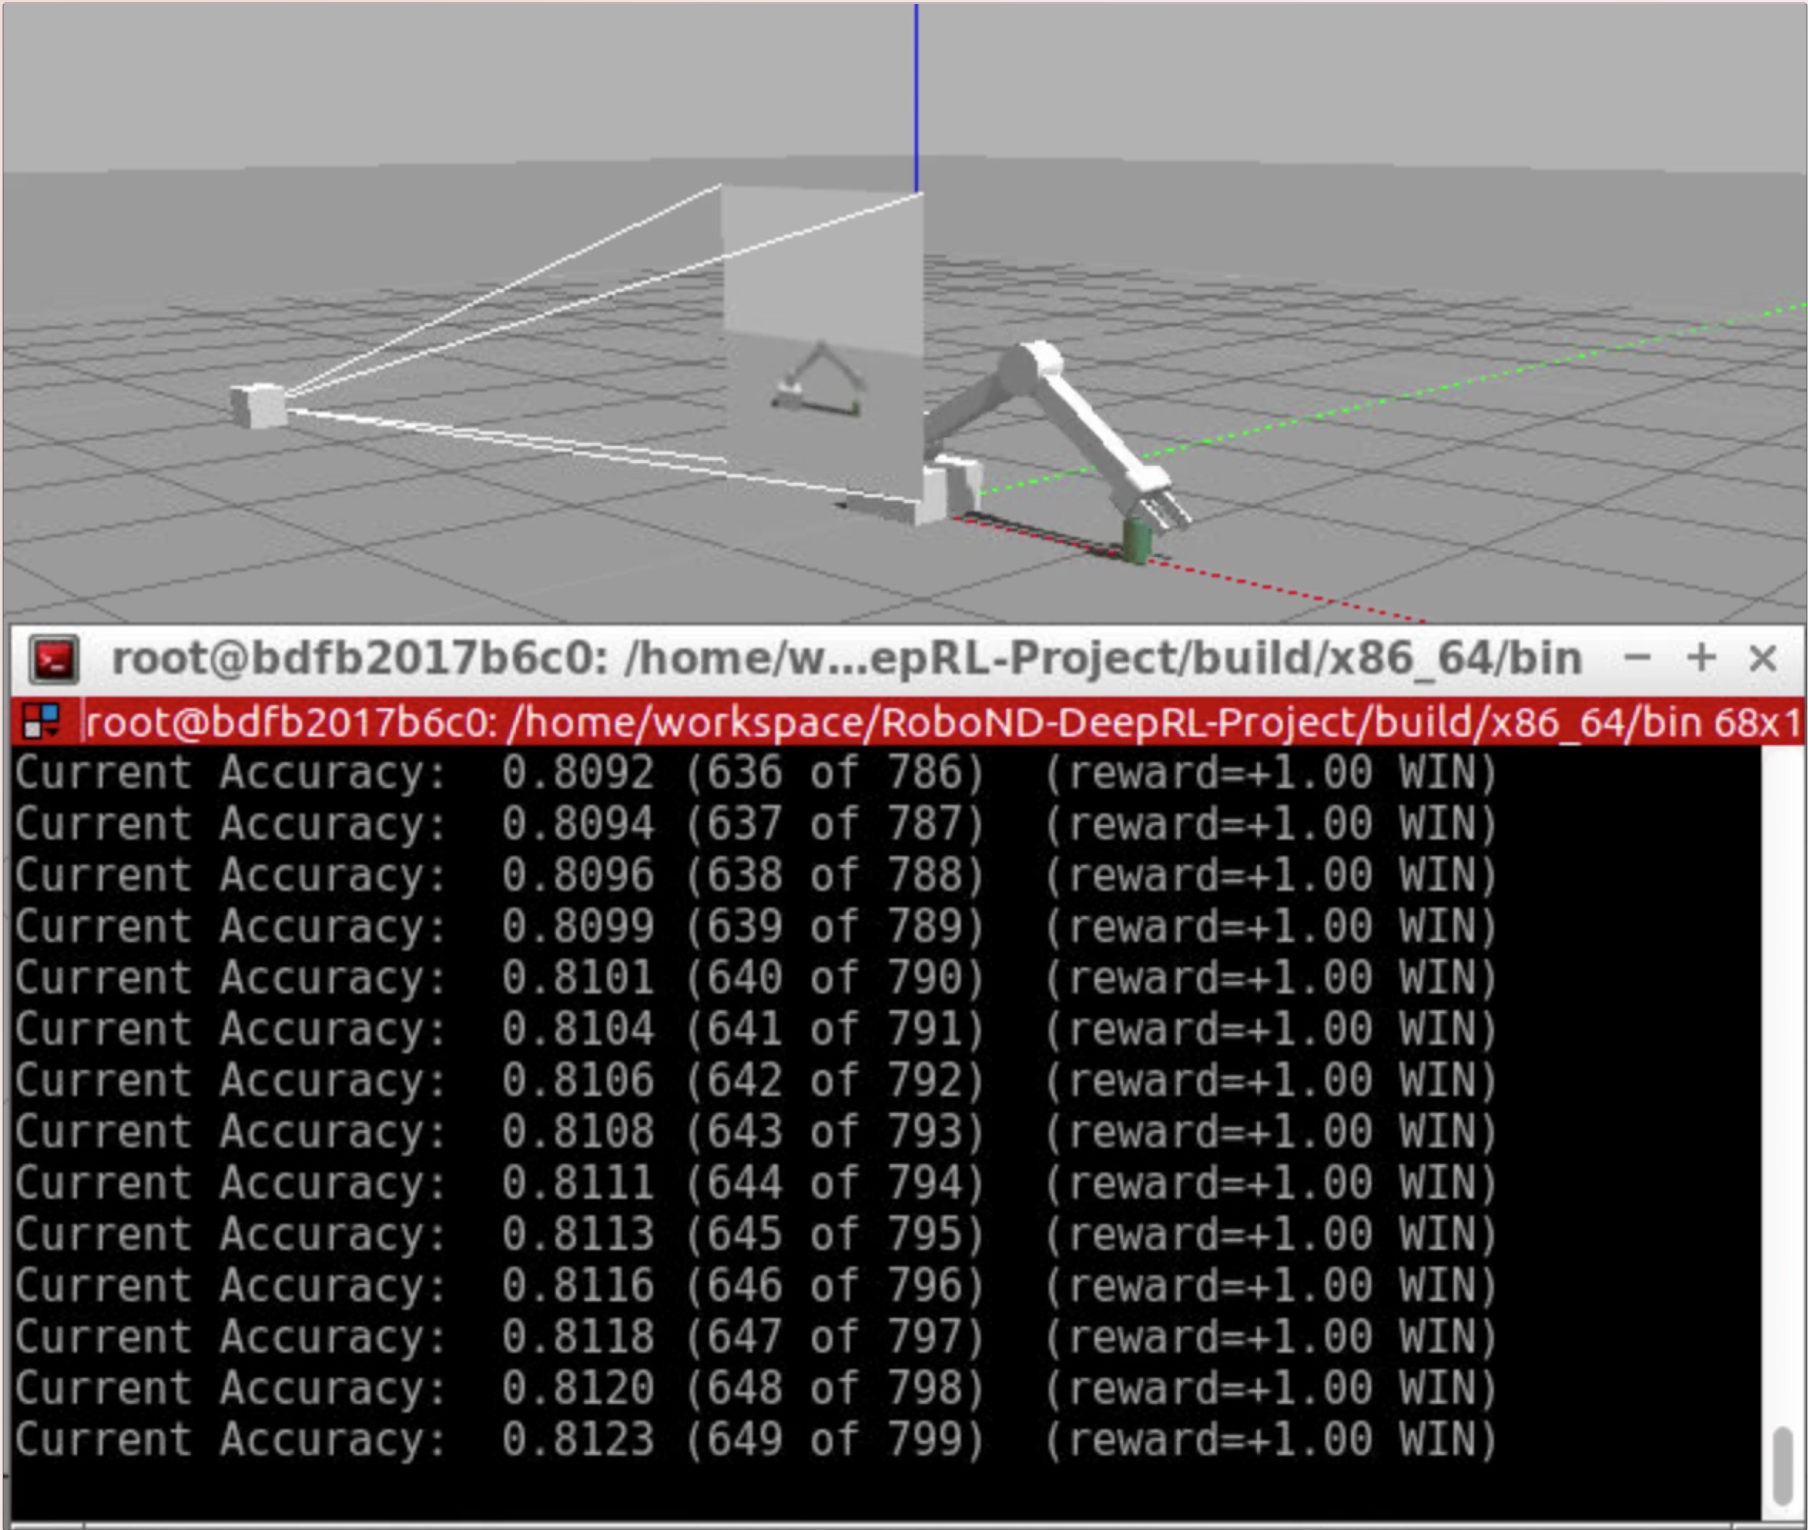 root@bdfb2017b6c0: /home/w...epRL-Project/build/x86_64/bin
root@bdfb2017b6c0: /home/workspace/RoboND-DeepRL-Project/build/x86_64/bin 68x1
Current Accuracy:  0.8092 (636 of 786)  (reward=+1.00 WIN)
Current Accuracy:  0.8094 (637 of 787)  (reward=+1.00 WIN)
Current Accuracy:  0.8096 (638 of 788)  (reward=+1.00 WIN)
Current Accuracy:  0.8099 (639 of 789)  (reward=+1.00 WIN)
Current Accuracy:  0.8101 (640 of 790)  (reward=+1.00 WIN)
Current Accuracy:  0.8104 (641 of 791)  (reward=+1.00 WIN)
Current Accuracy:  0.8106 (642 of 792)  (reward=+1.00 WIN)
Current Accuracy:  0.8108 (643 of 793)  (reward=+1.00 WIN)
Current Accuracy:  0.8111 (644 of 794)  (reward=+1.00 WIN)
Current Accuracy:  0.8113 (645 of 795)  (reward=+1.00 WIN)
Current Accuracy:  0.8116 (646 of 796)  (reward=+1.00 WIN)
Current Accuracy:  0.8118 (647 of 797)  (reward=+1.00 WIN)
Current Accuracy:  0.8120 (648 of 798)  (reward=+1.00 WIN)
Current Accuracy:  0.8123 (649 of 799)  (reward=+1.00 WIN)